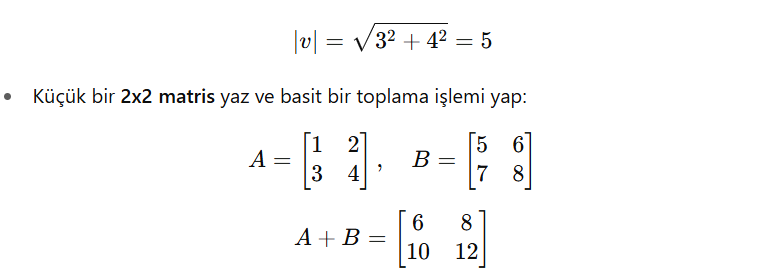 |v| = √3² + 4² = 5
• Küçük bir 2x2 matris yaz ve basit bir toplama işlemi yap:
A = [1 2
3 4], B = [5 6
7 8]
A + B = [6 8
10 12]